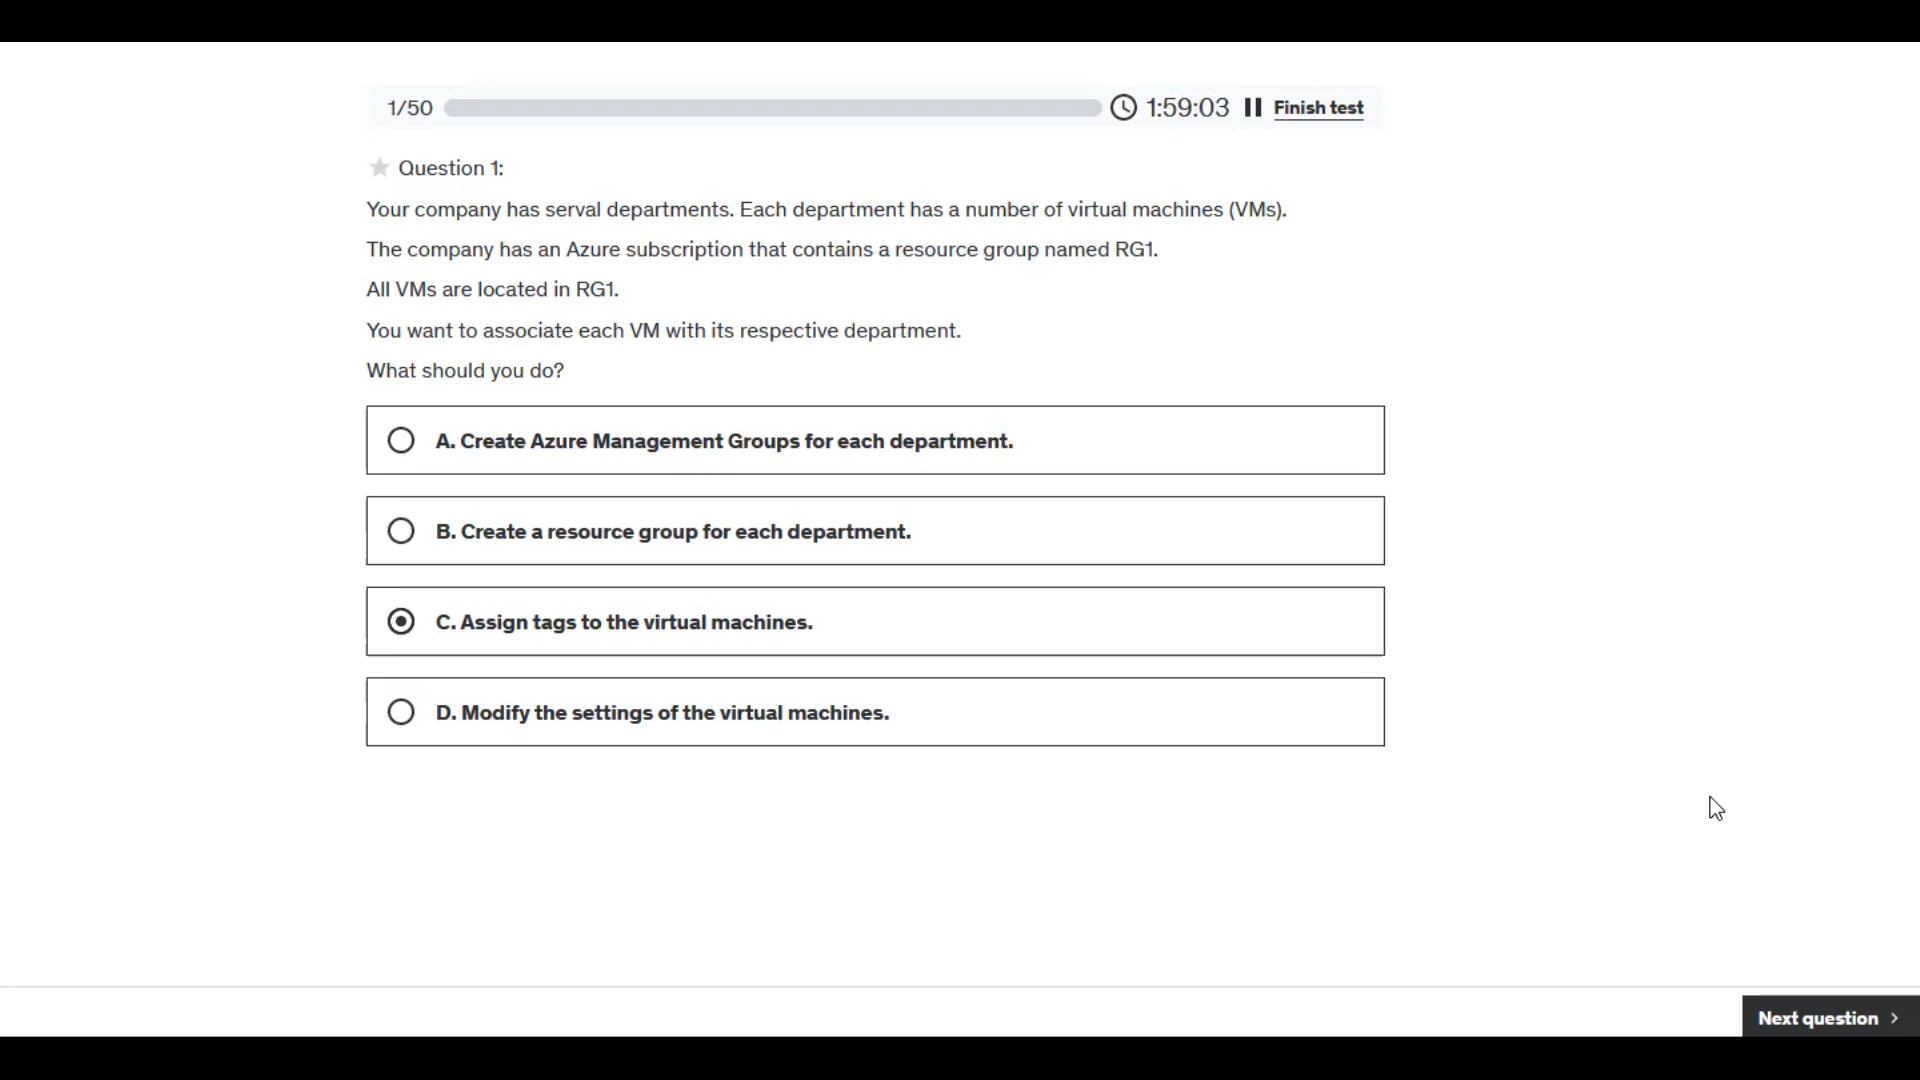 1/50 1:59:03 Finish test
Question 1:
Your company has serval departments. Each department has a number of virtual machines (VMs).
The company has an Azure subscription that contains a resource group named RG1.
All VMs are located in RG1.
You want to associate each VM with its respective department.
What should you do?
A. Create Azure Management Groups for each department.
B. Create a resource group for each department.
C. Assign tags to the virtual machines.
D. Modify the settings of the virtual machines.
Next question